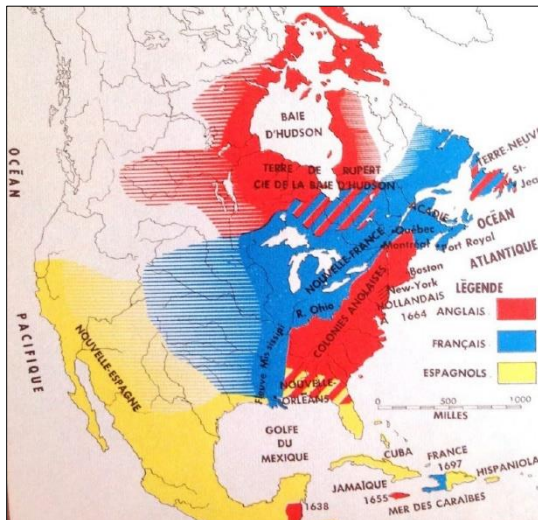 BAIE
D'HUDSON
TERRE-NEUVE
St-
Jean
OCÉAN
PACIFIQUE
TERRE DE RUPERT
CIE DE LA BAIE D'HUDSON
ACADIE
OCÉAN
ATLANTIQUE
Québec
Montréal
Port Royal
NOUVELLE-FRANCE
Boston
New-York
HOLLANDAIS
À 1664
R. Ohio
COLONIES ANGLAISES
Fleuve Mississipi
NOUVELLE-ESPAGNE
NOUVELLE-
ORLÉANS
LÉGENDE
ANGLAIS
FRANÇAIS
ESPAGNOLS
0 500 1000
MILLES
GOLFE
DU
MEXIQUE
CUBA
FRANCE
1697
HISPANIOLA
JAMAÏQUE
1655
MER DES CARAÏBES
1638